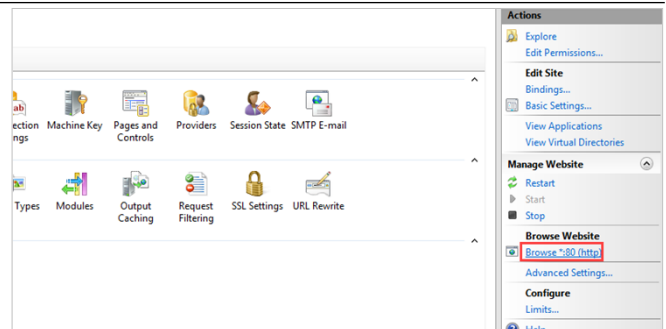 Actions
Explore
Edit Permissions...
Edit Site
Bindings...
Basic Settings...
View Applications
View Virtual Directories
Manage Website
Restart
Start
Stop
Browse Website
Browse *:80 (http)
Advanced Settings...
Configure
Limits...
Help
ab
ection
ngs
Machine Key
Pages and
Controls
Providers
Session State
SMTP E-mail
Types
Modules
Output
Caching
Request
Filtering
SSL Settings
URL Rewrite